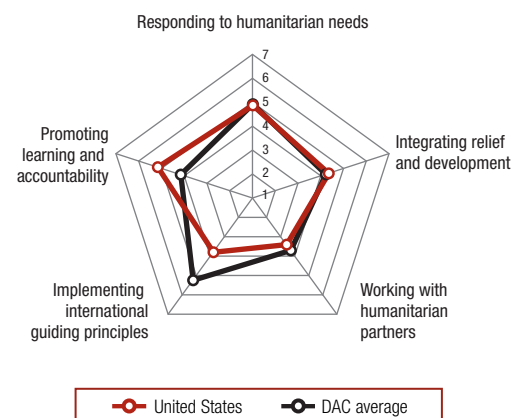 Responding to humanitarian needs
7
6
5
4
3
2
1
Promoting
learning and
accountability
Integrating relief
and development
Implementing
international
guiding principles
Working with
humanitarian
partners
United States
DAC average